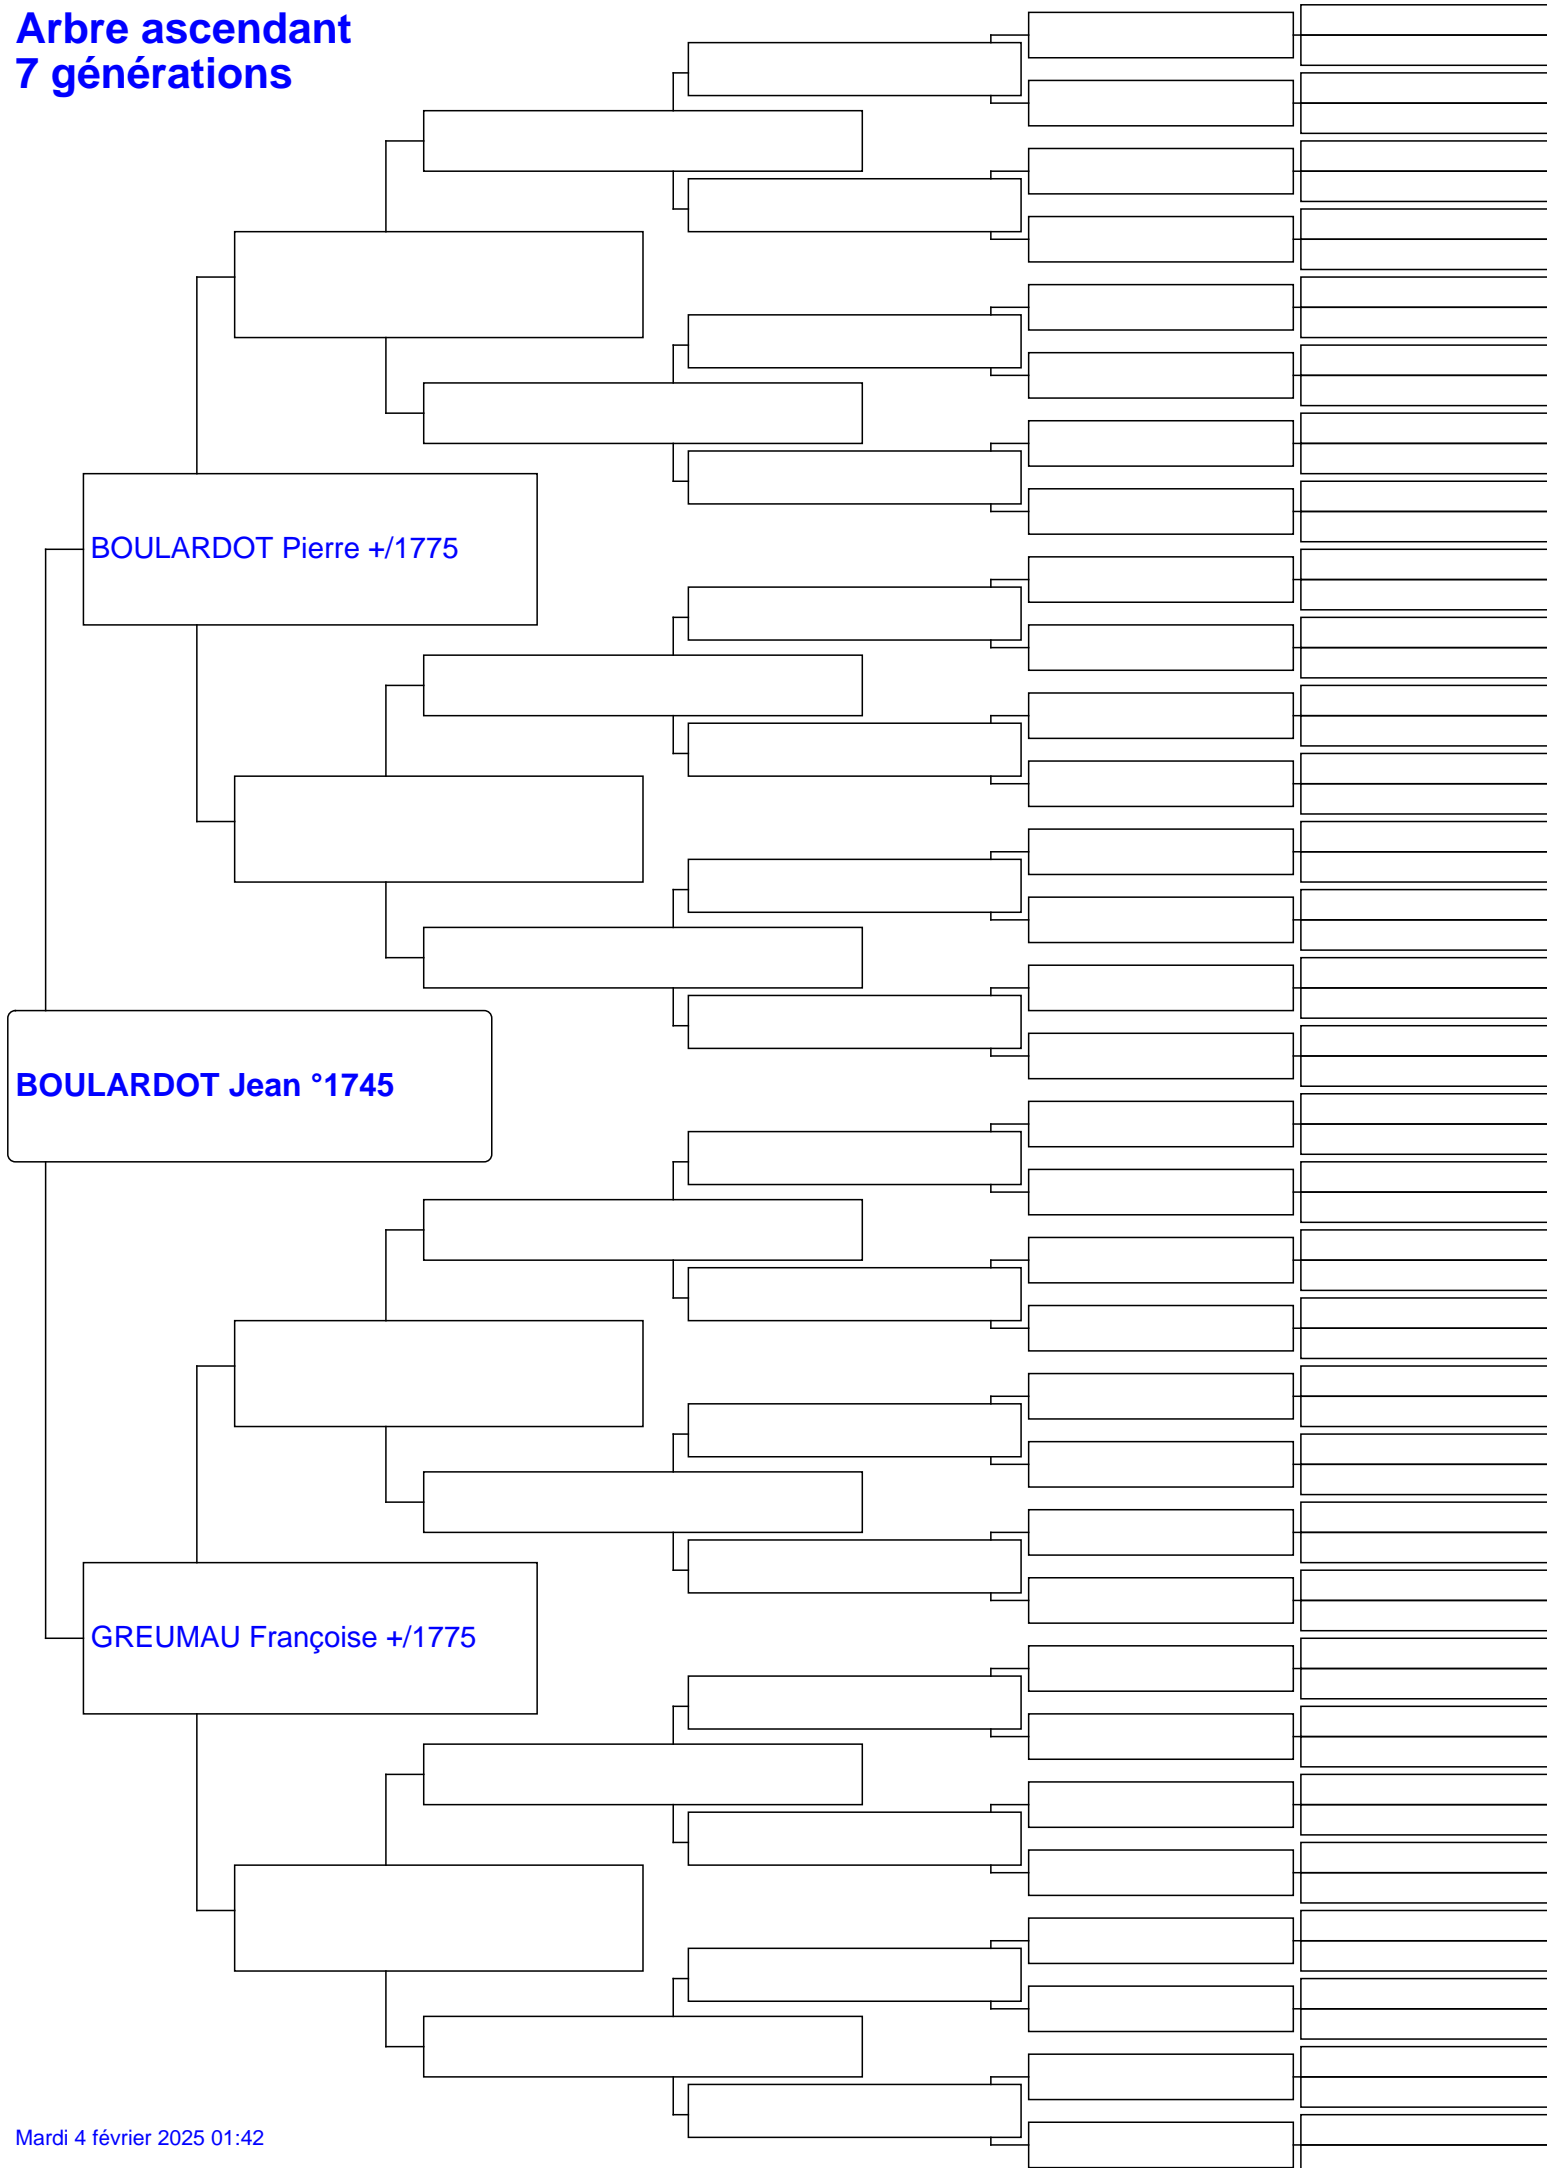 Arbre ascendant
7 générations
BOULARDOT Pierre +/1775
BOULARDOT Jean °1745
GREUMAU Françoise +/1775
Mardi 4 février 2025 01:42